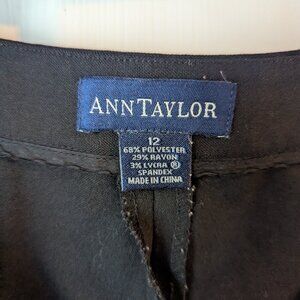 ANNTAYLOR
12
68% POLYESTER
29% RAYON
3% LYCRA ®
SPANDEX
MADE IN CHINA